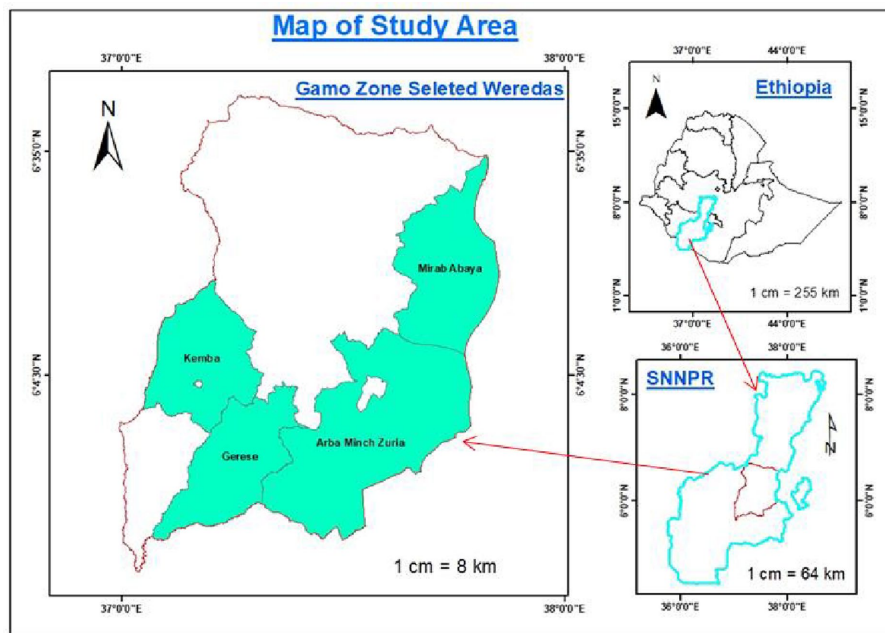 Map of Study Area
37°0'0"E 38°0'0"E
Gamo Zone Seleted Weredas
N
6°35'0"N 6°35'0"N
Mirab Abaya
Kemba
6°4'30"N 6°4'30"N
Arba Minch Zuria
Gerese
1 cm = 8 km
37°0'0"E 38°0'0"E
37°0'0"E 44°0'0"E
N
Ethiopia
15°0'0"N 15°0'0"N
8°0'0"N 8°0'0"N
1°0'0"N 1°0'0"N
1 cm = 255 km
37°0'0"E 44°0'0"E
36°0'0"E 38°0'0"E
SNNPR
8°0'0"N 8°0'0"N
N
6°0'0"N 6°0'0"N
1 cm = 64 km
36°0'0"E 38°0'0"E